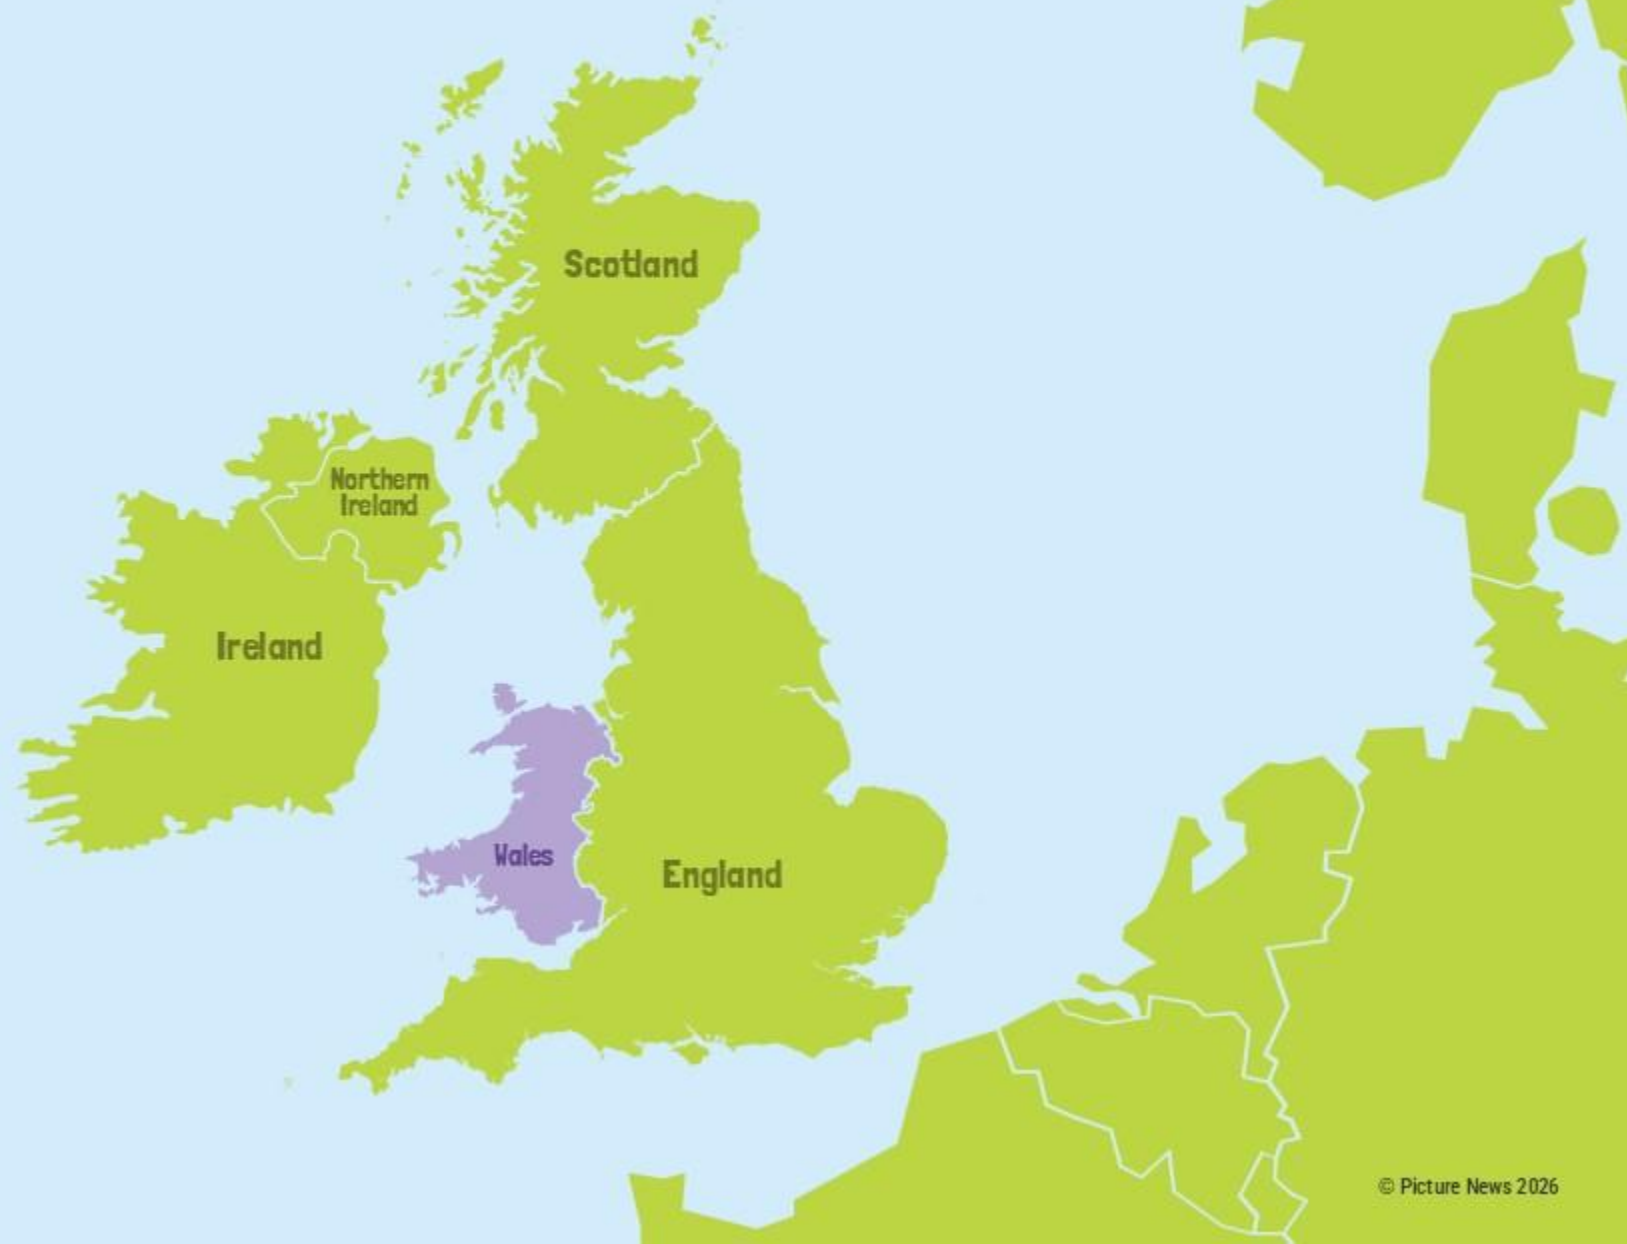 Scotland
Northern
Ireland
Ireland
Wales
England
© Picture News 2026